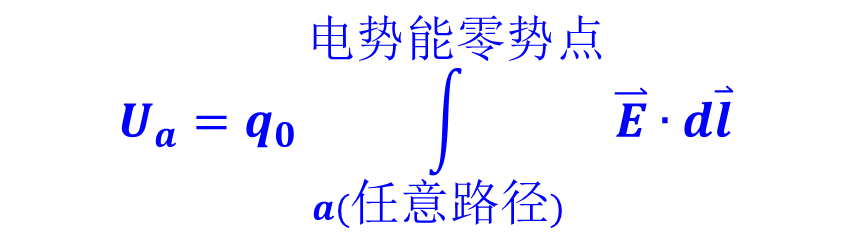 电势能零势点
U_a = q_0 ∫ E⃗ · dl⃗
a(任意路径)